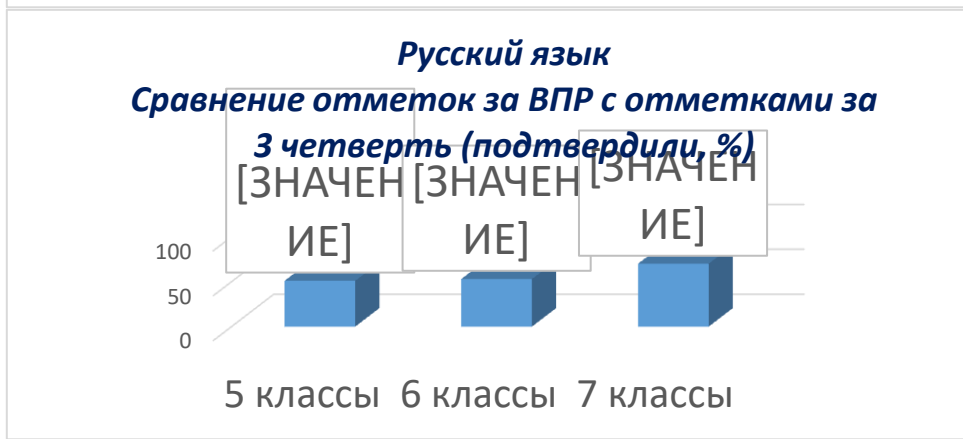 Русский язык
Сравнение отметок за ВПР с отметками за
3 четверть (подтвердили, %)
[ЗНАЧЕН
ИЕ]
[ЗНАЧЕН
ИЕ]
[ЗНАЧЕН
ИЕ]
100
50
0
5 классы 6 классы 7 классы